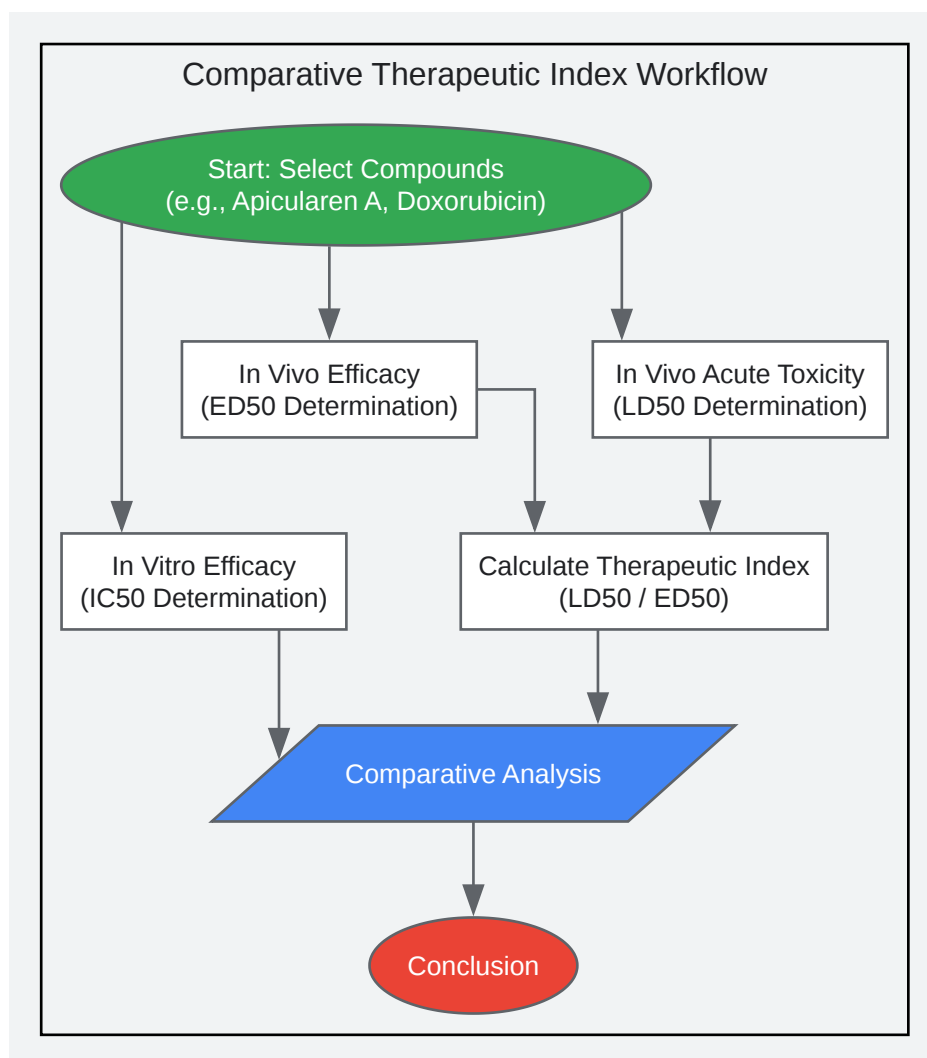 Comparative Therapeutic Index Workflow
Start: Select Compounds
(e.g., Apicularen A, Doxorubicin)
In Vivo Efficacy
(ED50 Determination)
In Vivo Acute Toxicity
(LD50 Determination)
In Vitro Efficacy
(IC50 Determination)
Calculate Therapeutic Index
(LD50 / ED50)
Comparative Analysis
Conclusion